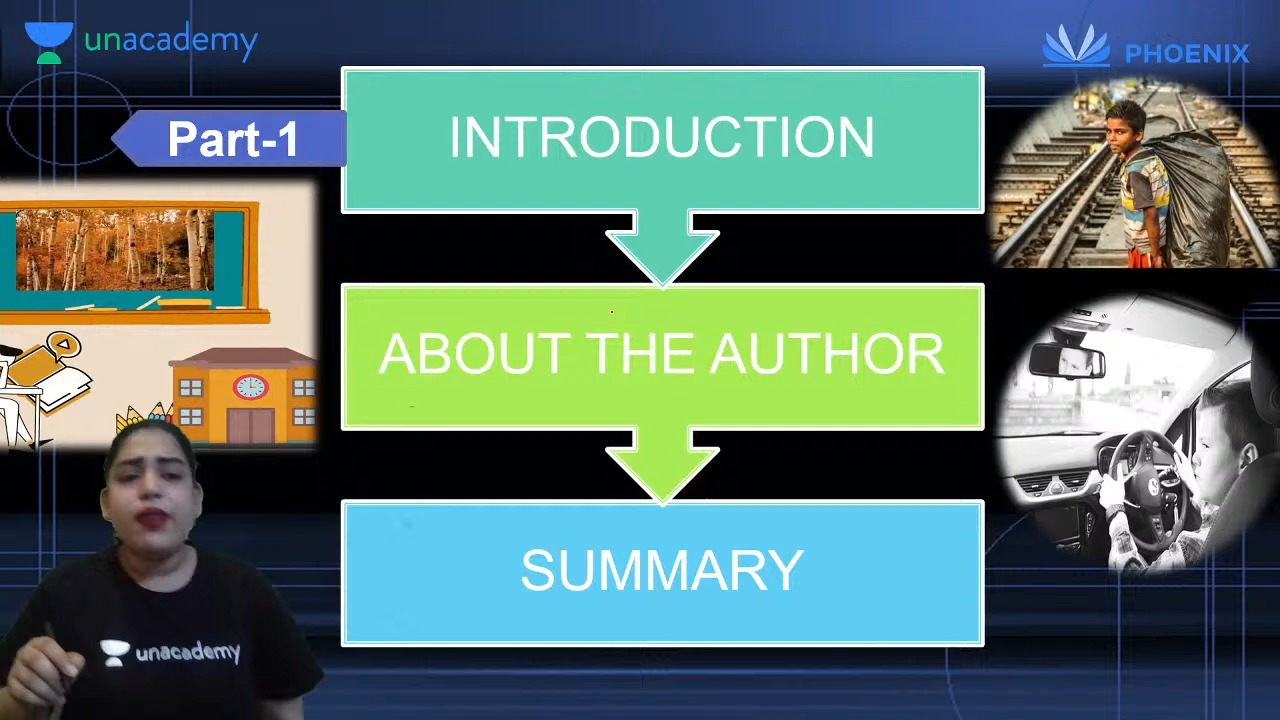 unacademy
PHOENIX
Part-1
INTRODUCTION
ABOUT THE AUTHOR
SUMMARY
unacademy